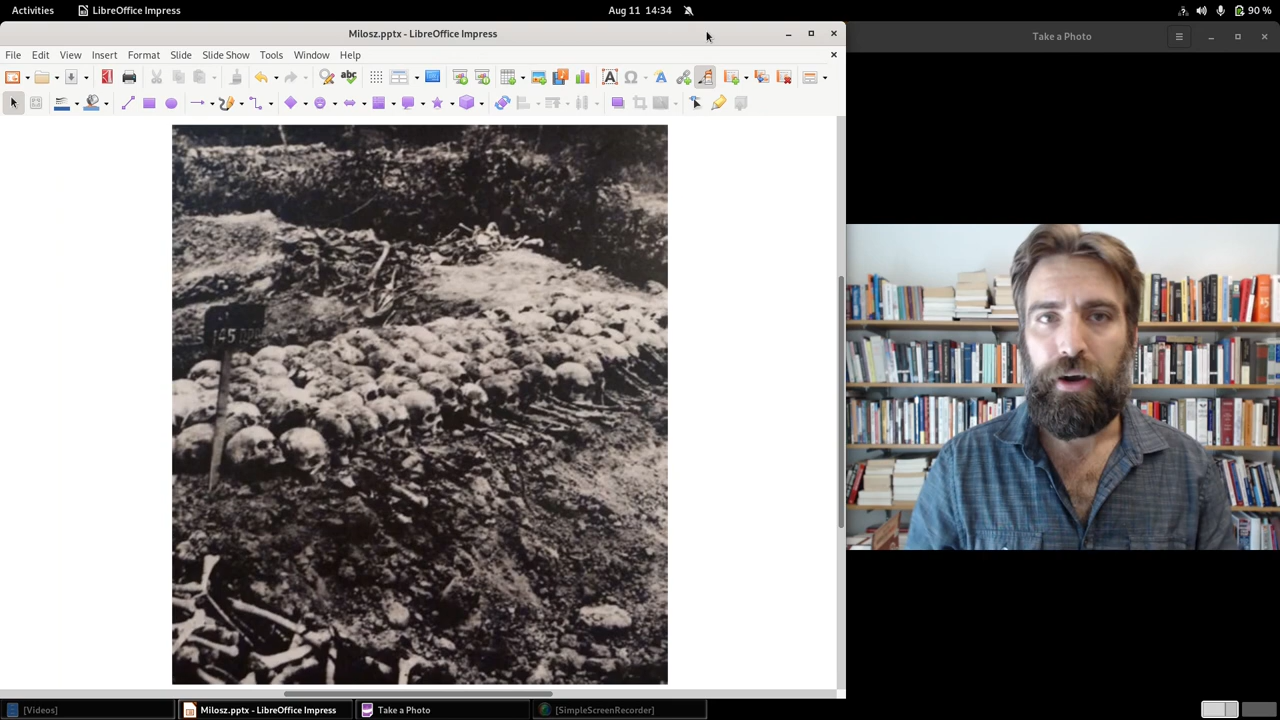 Activities
LibreOffice Impress
Aug 11 14:34
90 %
Milosz.pptx - LibreOffice Impress
Take a Photo
File Edit View Insert Format Slide Slide Show Tools Window Help
145
[Videos]
Milosz.pptx - LibreOffice Impress
Take a Photo
[SimpleScreenRecorder]